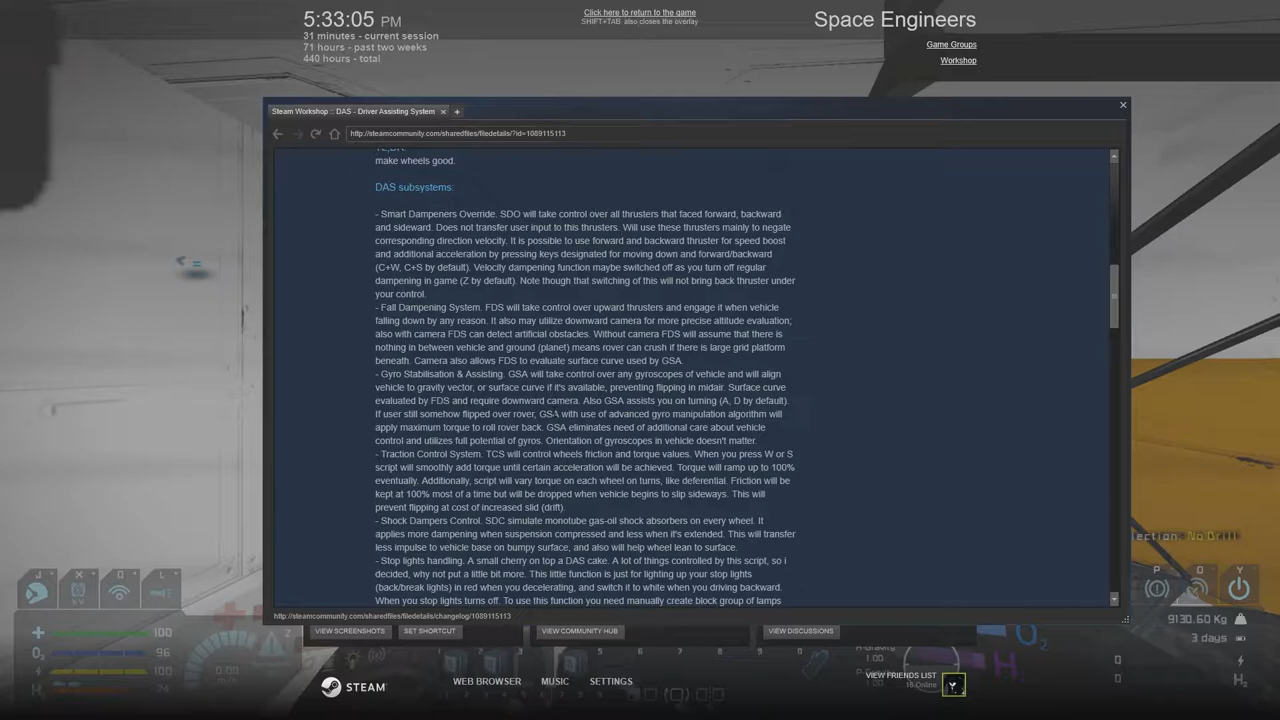 5:33:05 PM
31 minutes - current session
71 hours - past two weeks
440 hours - total
Click here to return to the game
SHIFT+TAB also closes the overlay
Space Engineers
Game Groups
Workshop
Steam Workshop :: DAS - Driver Assisting System
http://steamcommunity.com/sharedfiles/filedetails/?id=1089115113
make wheels good.
DAS subsystems:
- Smart Dampeners Override. SDO will take control over all thrusters that faced forward, backward
and sideward. Does not transfer user input to this thrusters. Will use these thrusters mainly to negate
corresponding direction velocity. It is possible to use forward and backward thruster for speed boost
and additional acceleration by pressing keys designated for moving down and forward/backward
(C+W, C+S by default). Velocity dampening function maybe switched off as you turn off regular
dampening in game (Z by default). Note though that switching of this will not bring back thruster under
your control.
- Fall Dampening System. FDS will take control over upward thrusters and engage it when vehicle
falling down by any reason. It also may utilize downward camera for more precise altitude evaluation;
also with camera FDS can detect artificial obstacles. Without camera FDS will assume that there is
nothing in between vehicle and ground (planet) means rover can crush if there is large grid platform
beneath. Camera also allows FDS to evaluate surface curve used by GSA.
- Gyro Stabilisation & Assisting. GSA will take control over any gyroscopes of vehicle and will align
vehicle to gravity vector, or surface curve if it's available, preventing flipping in midair. Surface curve
evaluated by FDS and require downward camera. Also GSA assists you on turning (A, D by default).
If user still somehow flipped over rover, GSA with use of advanced gyro manipulation algorithm will
apply maximum torque to roll rover back. GSA eliminates need of additional care about vehicle
control and utilizes full potential of gyros. Orientation of gyroscopes in vehicle doesn't matter.
- Traction Control System. TCS will control wheels friction and torque values. When you press W or S
script will smoothly add torque until certain acceleration will be achieved. Torque will ramp up to 100%
eventually. Additionally, script will vary torque on each wheel on turns, like deferential. Friction will be
kept at 100% most of a time but will be dropped when vehicle begins to slip sideways. This will
prevent flipping at cost of increased slid (drift).
- Shock Dampers Control. SDC simulate monotube gas-oil shock absorbers on every wheel. It
applies more dampening when suspension compressed and less when it's extended. This will transfer
less impulse to vehicle base on bumpy surface, and also will help wheel lean to surface.
- Stop lights handling. A small cherry on top a DAS cake. A lot of things controlled by this script, so i
decided, why not put a little bit more. This little function is just for lighting up your stop lights
(back/break lights) in red when you decelerating, and switch it to white when you driving backward.
When you stop lights turns off. To use this function you need manually create block group of lamps
http://steamcommunity.com/sharedfiles/filedetails/changelog/1089115113
VIEW SCREENSHOTS SET SHORTCUT VIEW COMMUNITY HUB VIEW DISCUSSIONS
No Drill
J X O L
P O Y
100
O2 96
100
H2 74
Z
0.00
m/s
5 6 7 8 9 0
1.00
1.00
O2
H2
9130.60 Kg
3 days
STEAM
WEB BROWSER MUSIC SETTINGS
VIEW FRIENDS LIST
16 Online